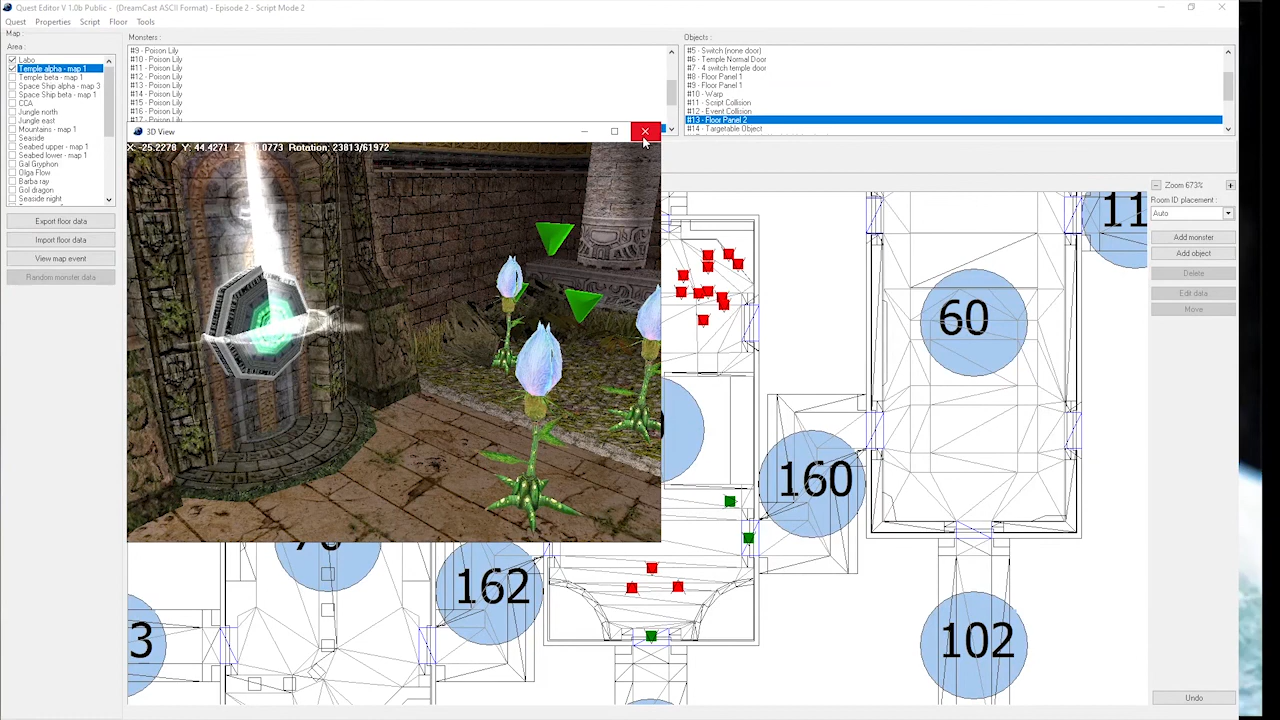 Quest Editor V 1.0b Public - (DreamCast ASCII Format) - Episode 2 - Script Mode 2
Quest Properties Script Floor Tools
Map :
Area :
Labo
Temple alpha - map 1
Temple beta - map 1
Space Ship alpha - map 3
Space Ship beta - map 1
CCA
Jungle north
Jungle east
Mountains - map 1
Seaside
Seabed upper - map 1
Seabed lower - map 1
Gal Gryphon
Olga Flow
Barba ray
Gol dragon
Seaside night
Export floor data
Import floor data
View map event
Random monster data
Monsters :
#9 - Poison Lily
#10 - Poison Lily
#11 - Poison Lily
#12 - Poison Lily
#13 - Poison Lily
#14 - Poison Lily
#15 - Poison Lily
#16 - Poison Lily
#17 - Poison Lily
Objects :
#5 - Switch (none door)
#6 - Temple Normal Door
#7 - 4 switch temple door
#8 - Floor Panel 1
#9 - Floor Panel 1
#10 - Warp
#11 - Script Collision
#12 - Event Collision
#13 - Floor Panel 2
#14 - Targetable Object
3D View
X: -25.2270 Y: 44.4271 Rotation: 23813/61972
Zoom 673%
Room ID placement :
Auto
Add monster
Add object
Delete
Edit data
Move
Undo
11
60
160
162
3
102